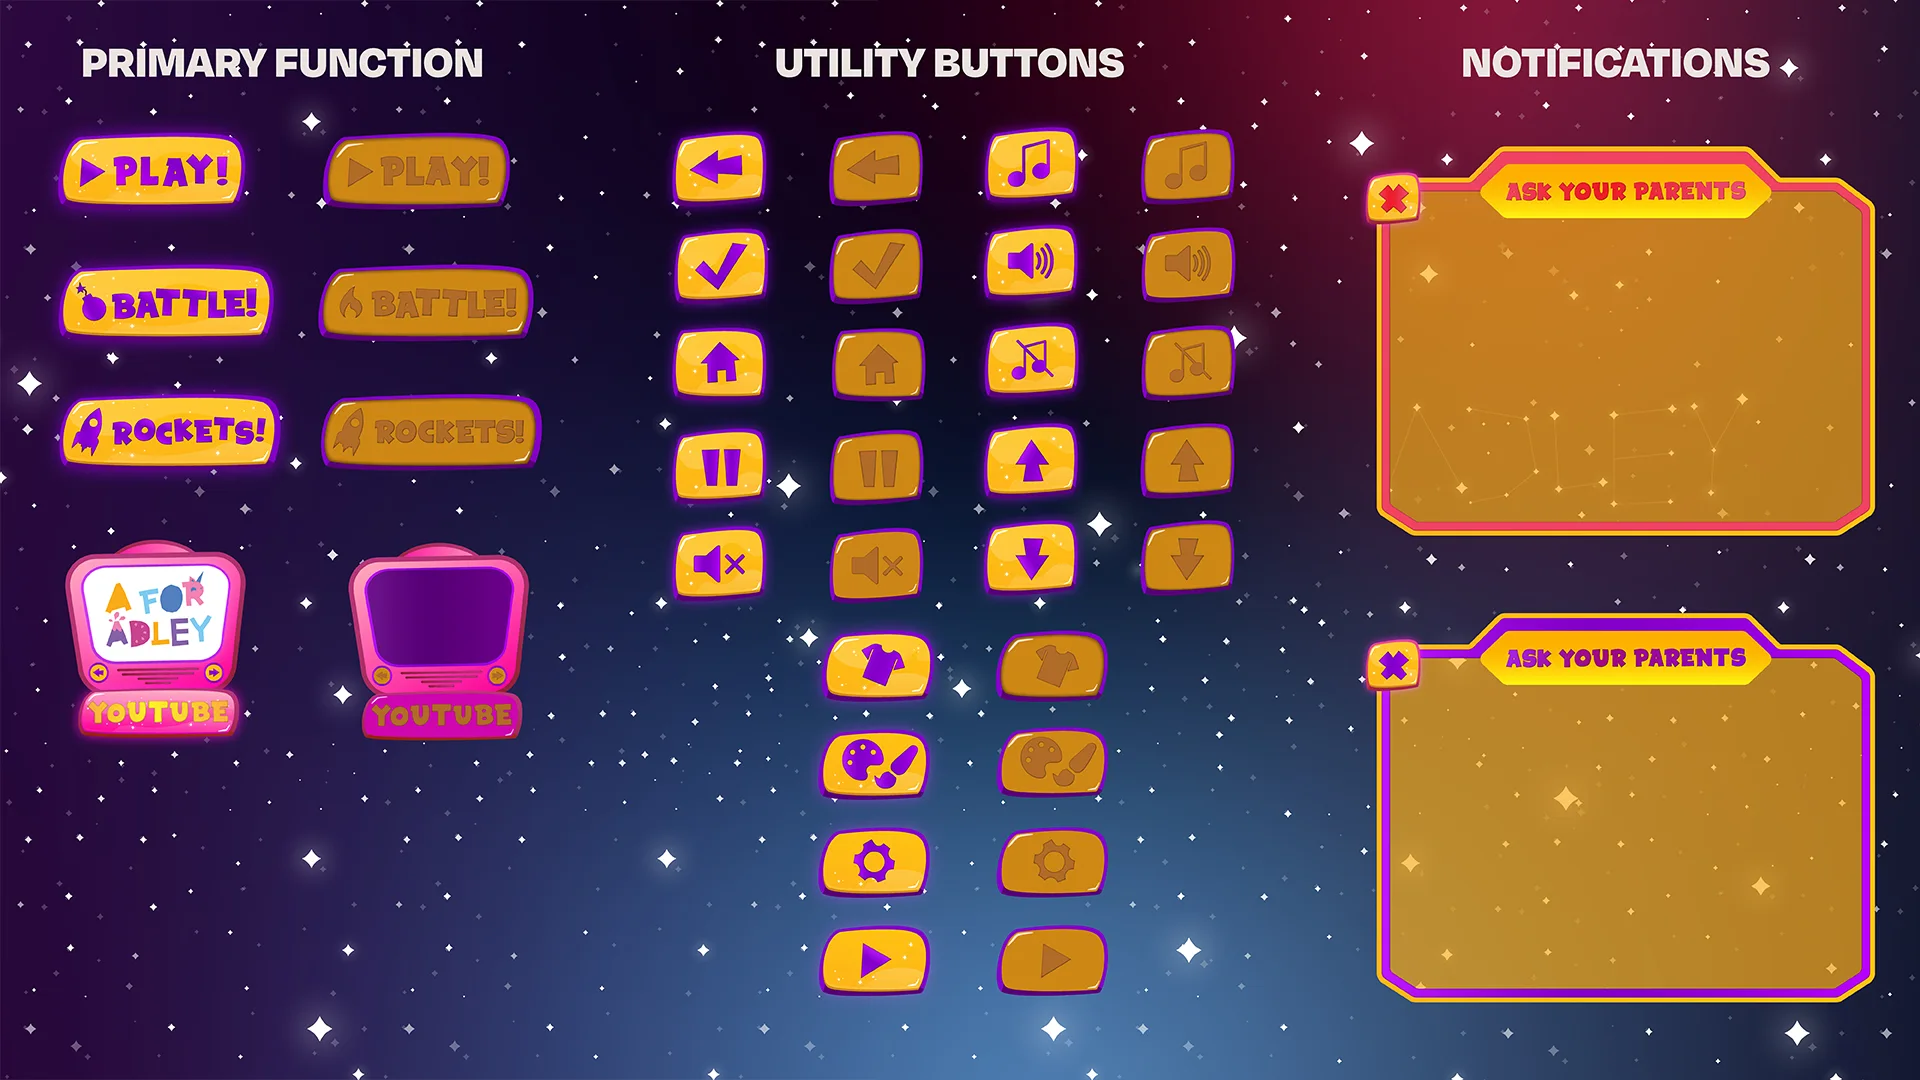 PRIMARY FUNCTION
PLAY!
PLAY!
BATTLE!
BATTLE!
ROCKETS!
ROCKETS!
A FOR
ADLEY
YOUTUBE
YOUTUBE
UTILITY BUTTONS
NOTIFICATIONS
ASK YOUR PARENTS
ADLEY
ASK YOUR PARENTS